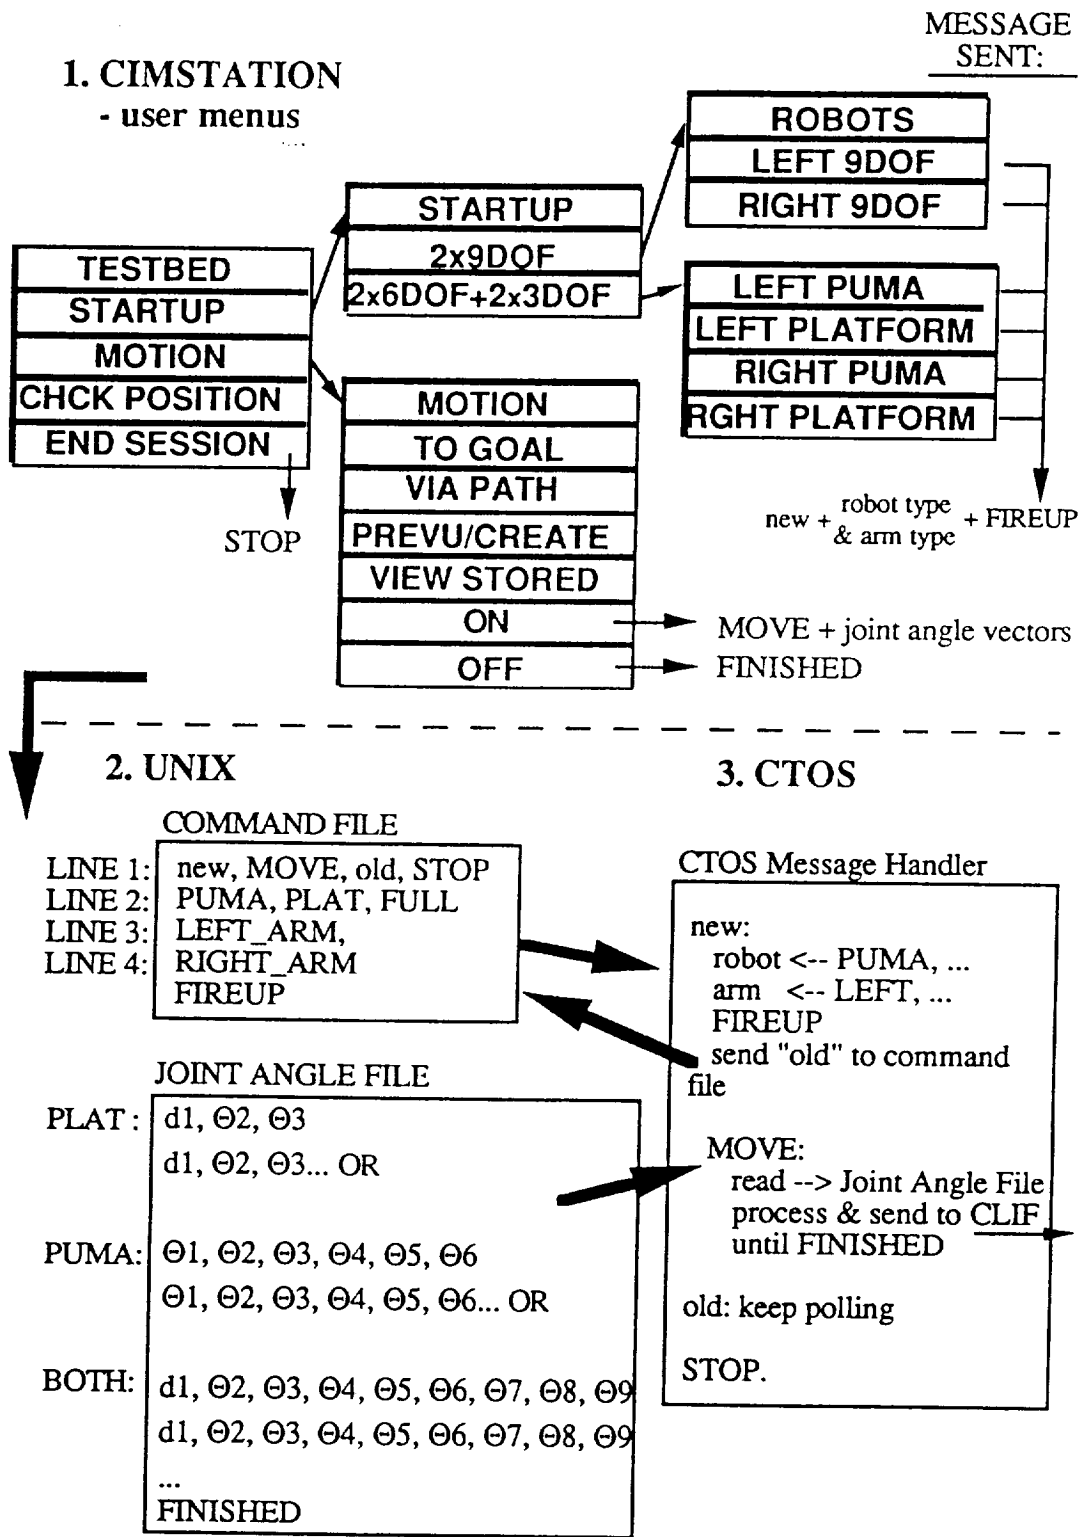 MESSAGE
SENT:
1. CIMSTATION
- user menus
ROBOTS
LEFT 9DOF
RIGHT 9DOF
STARTUP
2x9DOF
2x6DOF+2x3DOF
TESTBED
STARTUP
MOTION
CHCK POSITION
END SESSION
STOP
LEFT PUMA
LEFT PLATFORM
RIGHT PUMA
RGHT PLATFORM
new + robot type & arm type + FIREUP
MOTION
TO GOAL
VIA PATH
PREVU/CREATE
VIEW STORED
ON
OFF
MOVE + joint angle vectors
FINISHED
2. UNIX
COMMAND FILE
LINE 1: new, MOVE, old, STOP
LINE 2: PUMA, PLAT, FULL
LINE 3: LEFT_ARM,
LINE 4: RIGHT_ARM
FIREUP
JOINT ANGLE FILE
PLAT : d1, Θ2, Θ3
d1, Θ2, Θ3... OR
PUMA: Θ1, Θ2, Θ3, Θ4, Θ5, Θ6
Θ1, Θ2, Θ3, Θ4, Θ5, Θ6... OR
BOTH: d1, Θ2, Θ3, Θ4, Θ5, Θ6, Θ7, Θ8, Θ9
d1, Θ2, Θ3, Θ4, Θ5, Θ6, Θ7, Θ8, Θ9
...
FINISHED
3. CTOS
CTOS Message Handler
new:
robot <-- PUMA, ...
arm <-- LEFT, ...
FIREUP
send "old" to command
file
MOVE:
read --> Joint Angle File
process & send to CLIF
until FINISHED
old: keep polling
STOP.